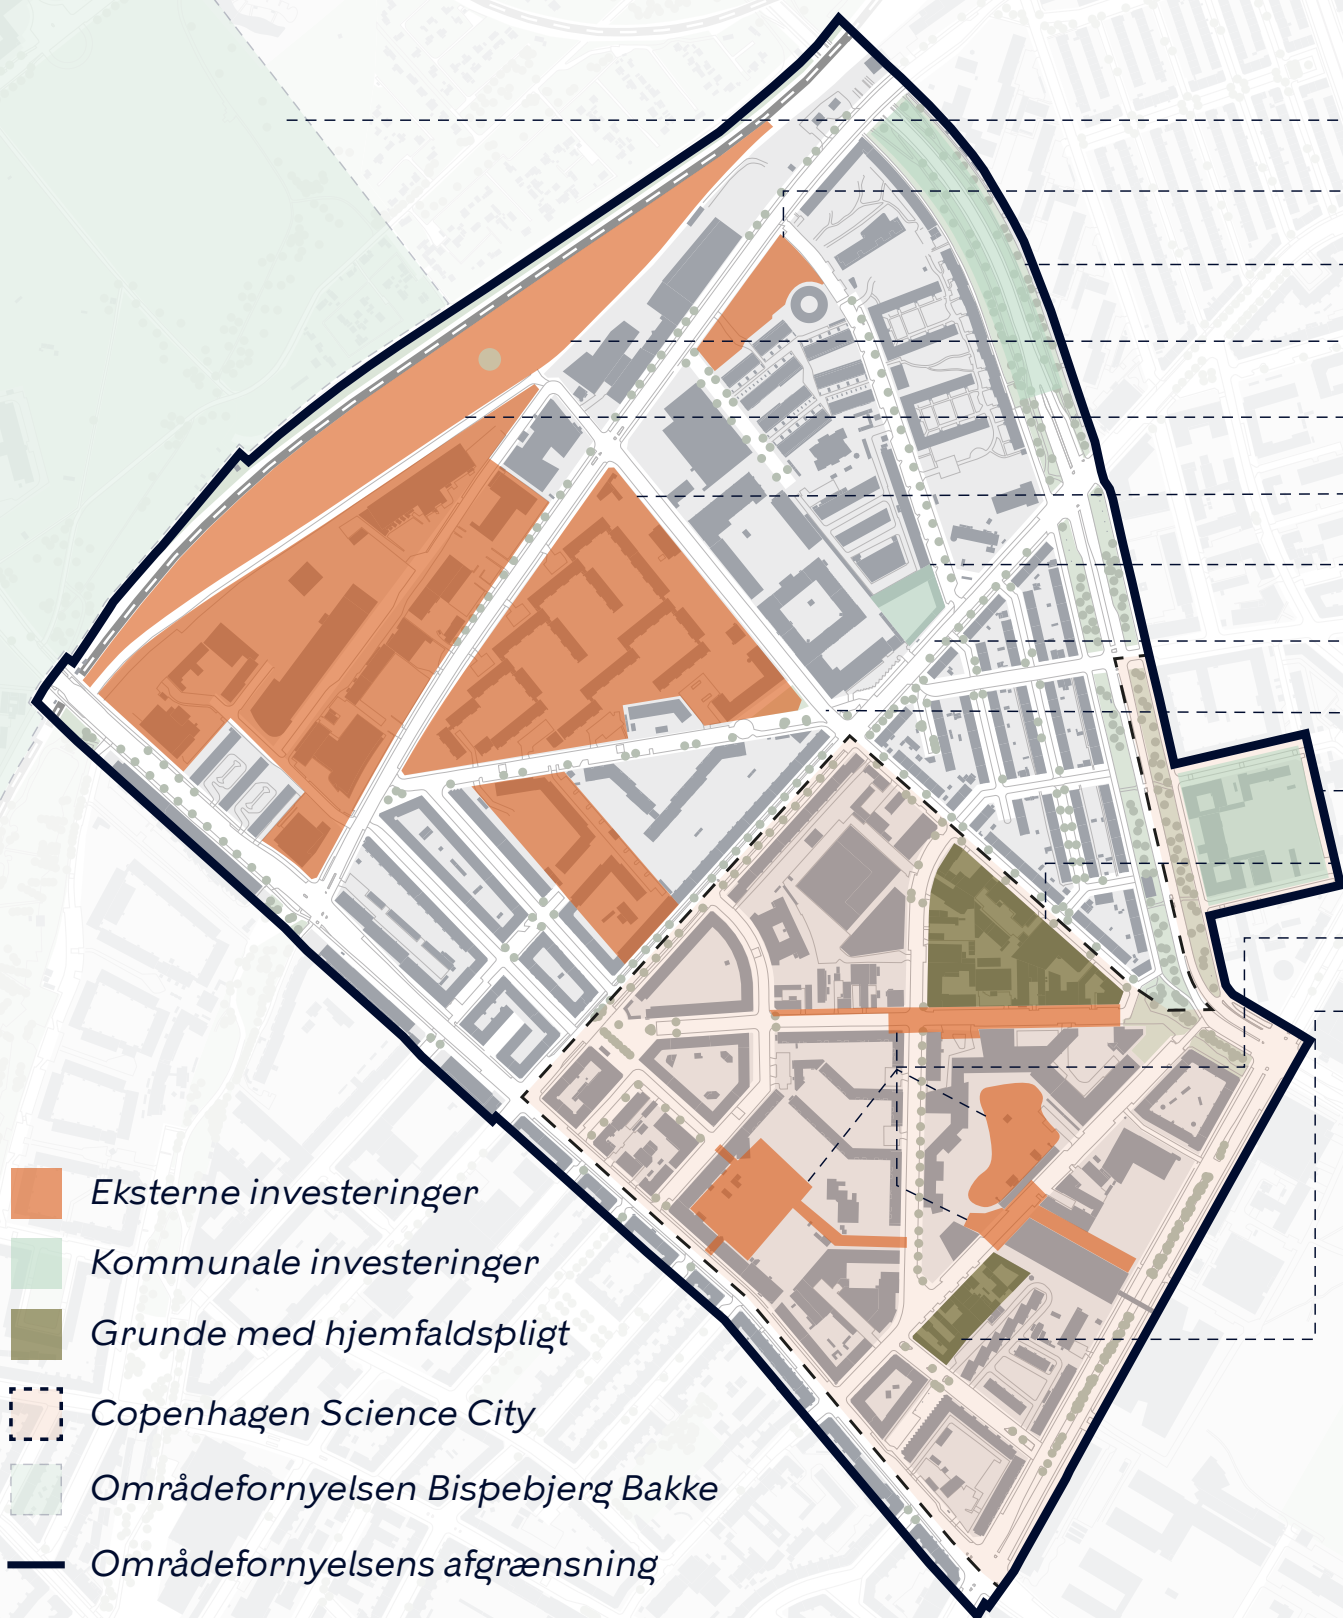 Eksterne investeringer
Kommunale investeringer
Grunde med hjemfaldspligt
Copenhagen Science City
Områdefornyelsen Bispebjerg Bakke
Områdefornyelsens afgrænsning